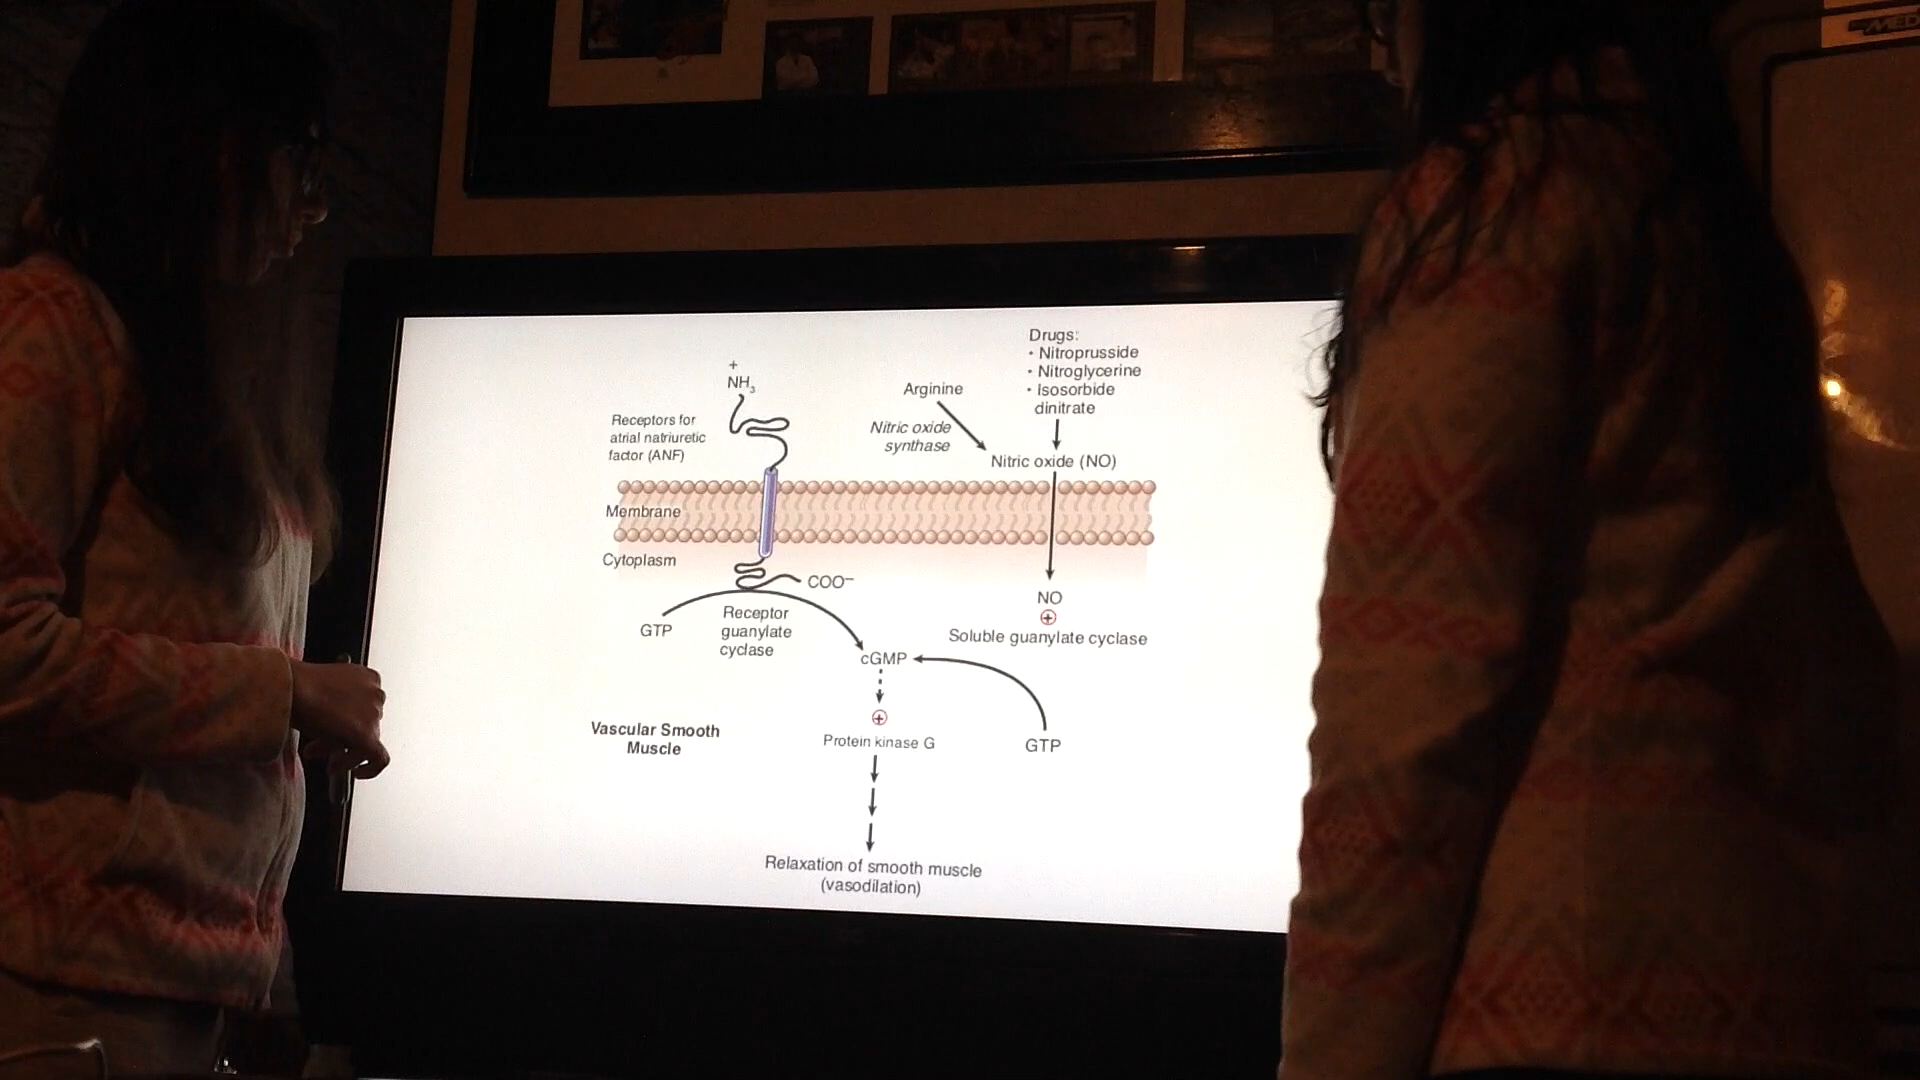 MED
Drugs:
• Nitroprusside
• Nitroglycerine
• Isosorbide
dinitrate
+
NH3
Arginine
Receptors for
atrial natriuretic
factor (ANF)
Nitric oxide
synthase
Nitric oxide (NO)
Membrane
Cytoplasm
COO–
NO
+
GTP
Receptor
guanylate
cyclase
Soluble guanylate cyclase
cGMP
+
Vascular Smooth
Muscle
Protein kinase G
GTP
Relaxation of smooth muscle
(vasodilation)